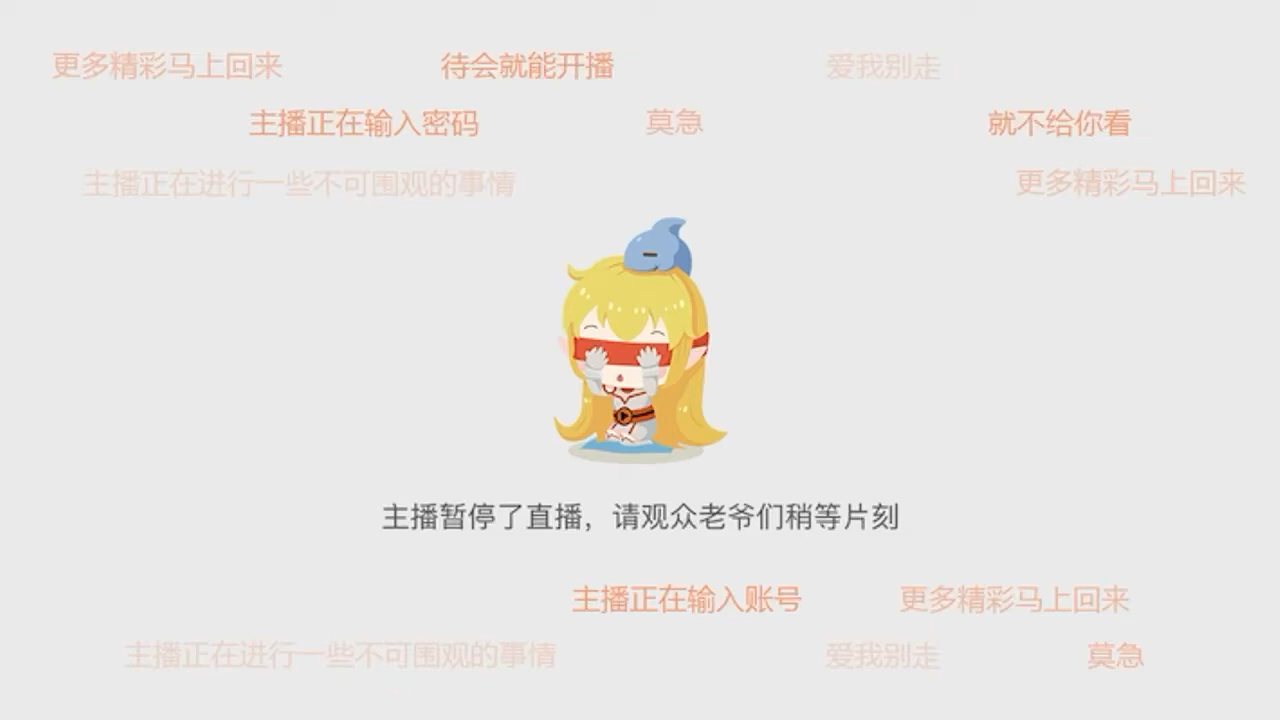 更多精彩马上回来
待会就能开播
爱我别走
主播正在输入密码
莫急
就不给你看
主播正在进行一些不可围观的事情
更多精彩马上回来
主播暂停了直播，请观众老爷们稍等片刻
主播正在输入账号
更多精彩马上回来
主播正在进行一些不可围观的事情
爱我别走
莫急